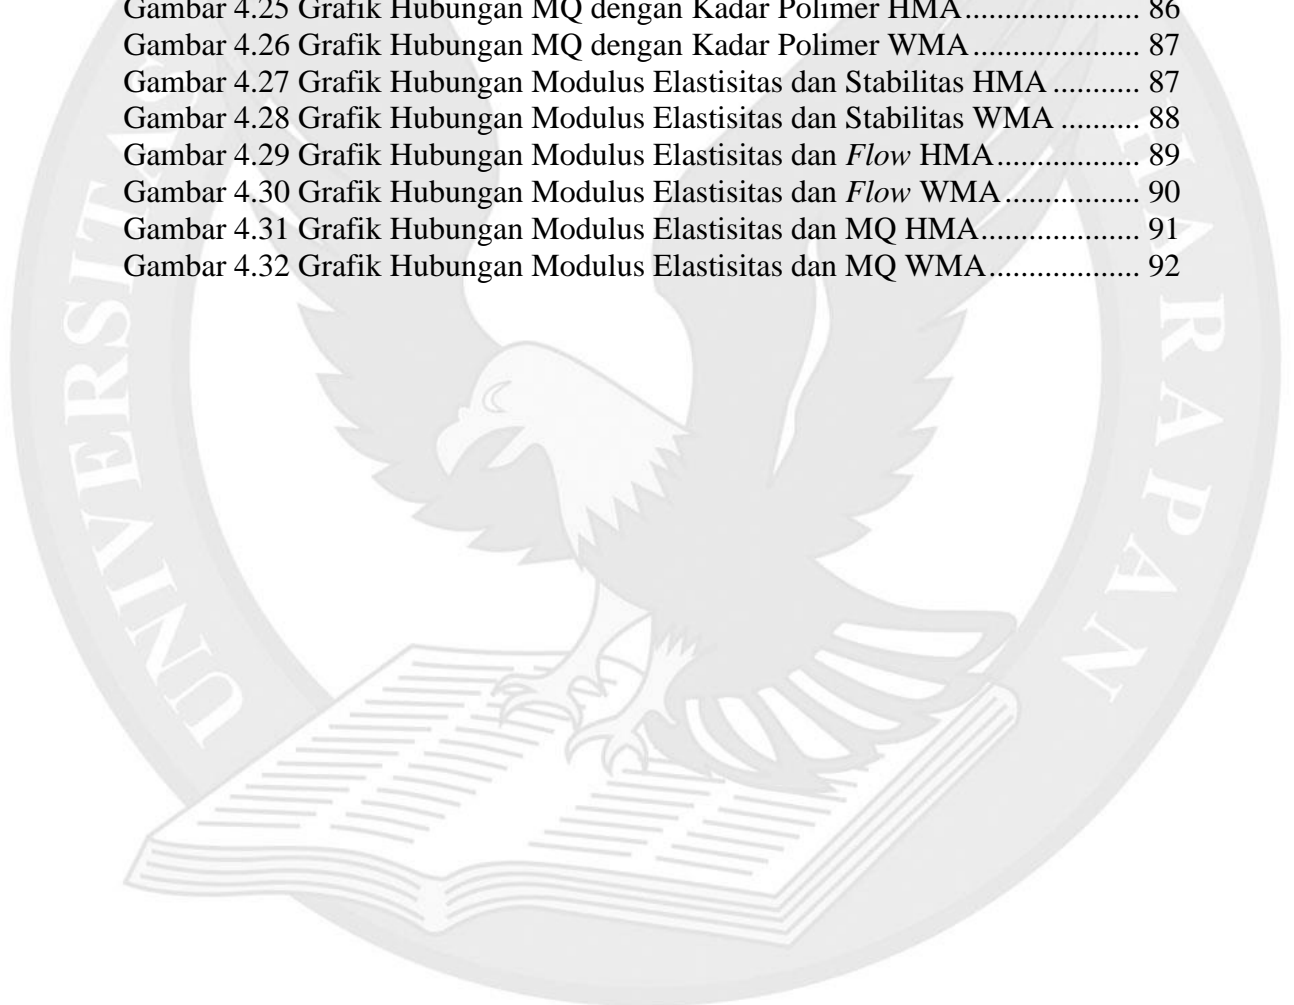 Gambar 4.25 Grafik Hubungan MQ dengan Kadar Polimer HMA...................... 86
Gambar 4.26 Grafik Hubungan MQ dengan Kadar Polimer WMA..................... 87
Gambar 4.27 Grafik Hubungan Modulus Elastisitas dan Stabilitas HMA ........... 87
Gambar 4.28 Grafik Hubungan Modulus Elastisitas dan Stabilitas WMA .......... 88
Gambar 4.29 Grafik Hubungan Modulus Elastisitas dan Flow HMA.................. 89
Gambar 4.30 Grafik Hubungan Modulus Elastisitas dan Flow WMA................. 90
Gambar 4.31 Grafik Hubungan Modulus Elastisitas dan MQ HMA.................... 91
Gambar 4.32 Grafik Hubungan Modulus Elastisitas dan MQ WMA................... 92
UNIVERSITAS
HARAPAN